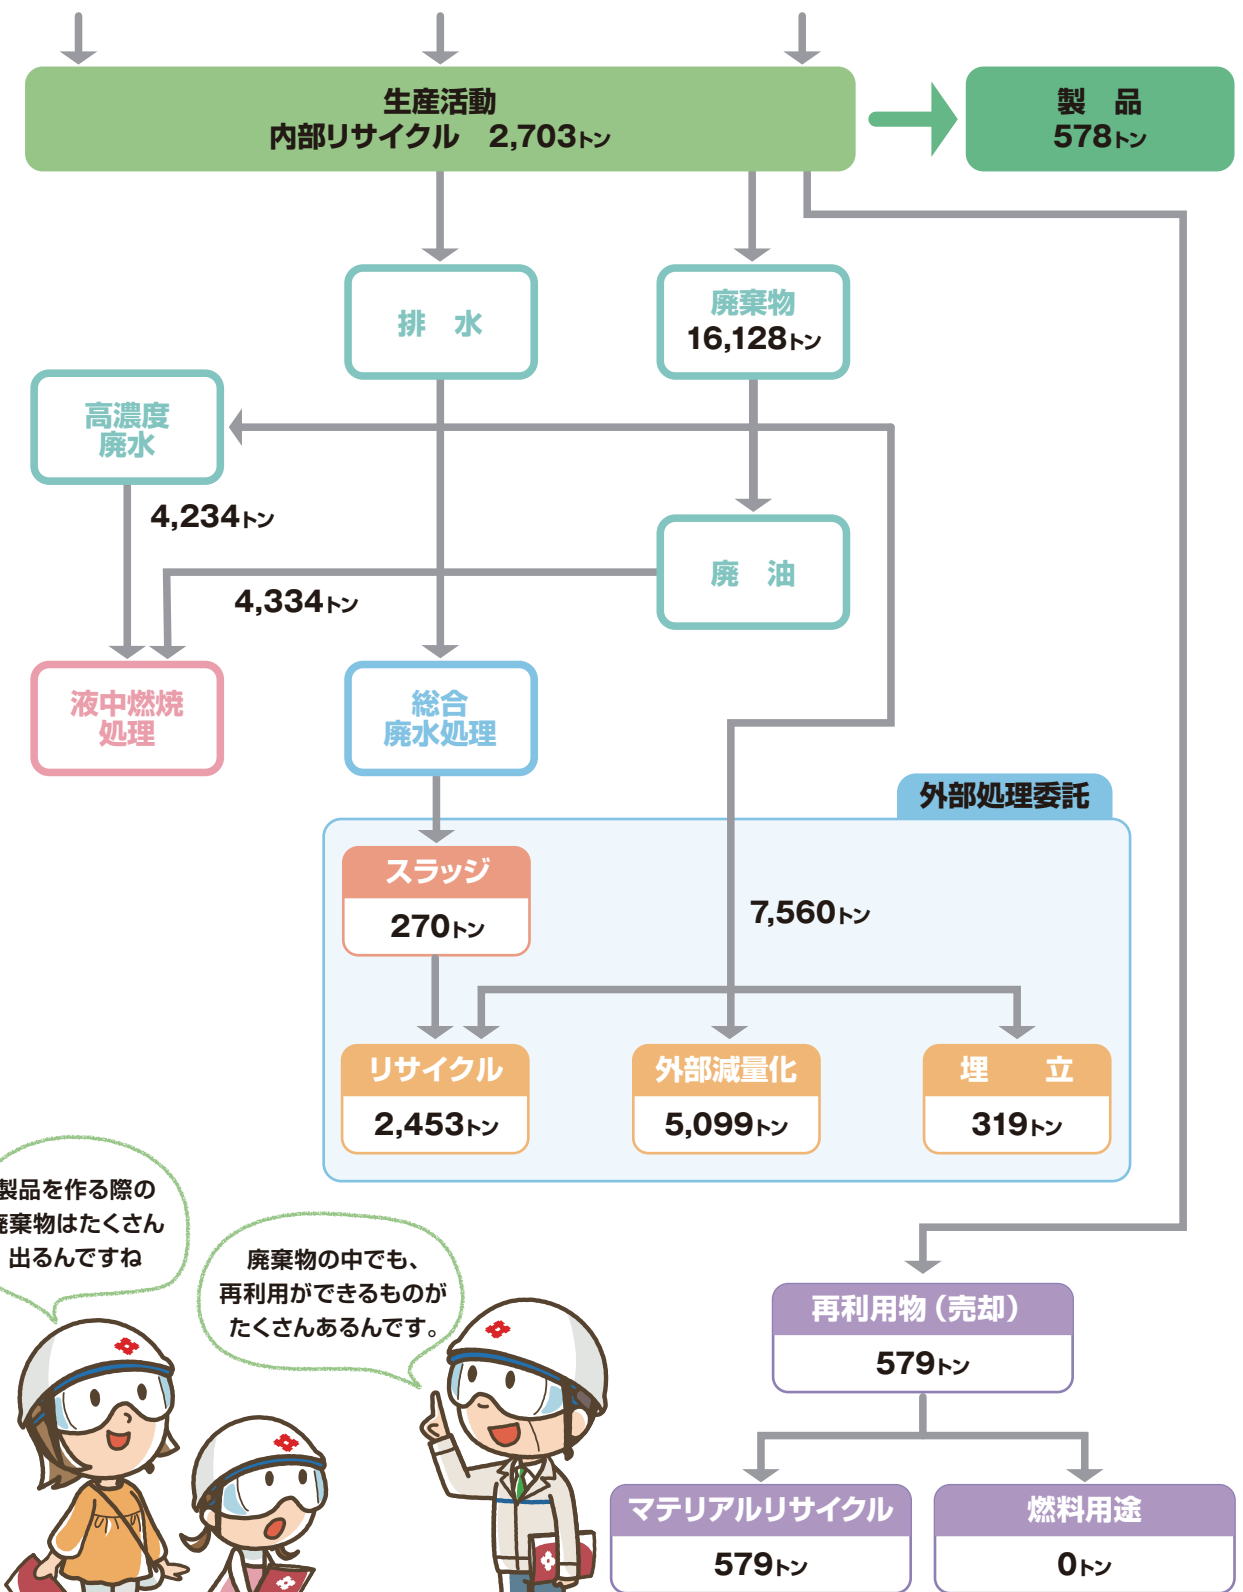 生産活動
内部リサイクル 2,703トン
製 品
578トン
排 水
廃棄物
16,128トン
高濃度
廃水
4,234トン
廃 油
4,334トン
液中燃焼
処理
総合
廃水処理
外部処理委託
スラッジ
270トン
7,560トン
リサイクル
2,453トン
外部減量化
5,099トン
埋 立
319トン
製品を作る際の
廃棄物はたくさん
出るんですね
廃棄物の中でも、
再利用ができるものが
たくさんあるんです。
再利用物(売却)
579トン
マテリアルリサイクル
579トン
燃料用途
0トン